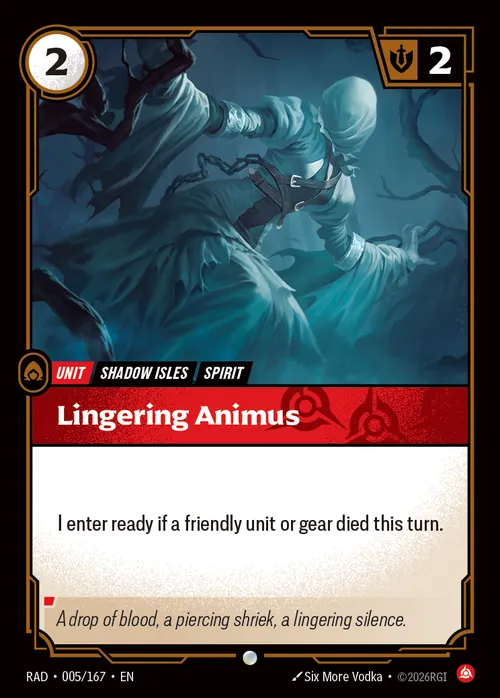 2
2
UNIT SHADOW ISLES SPIRIT
Lingering Animus
I enter ready if a friendly unit or gear died this turn.
A drop of blood, a piercing shriek, a lingering silence.
RAD • 005/167 • EN Six More Vodka • ©2026RGI